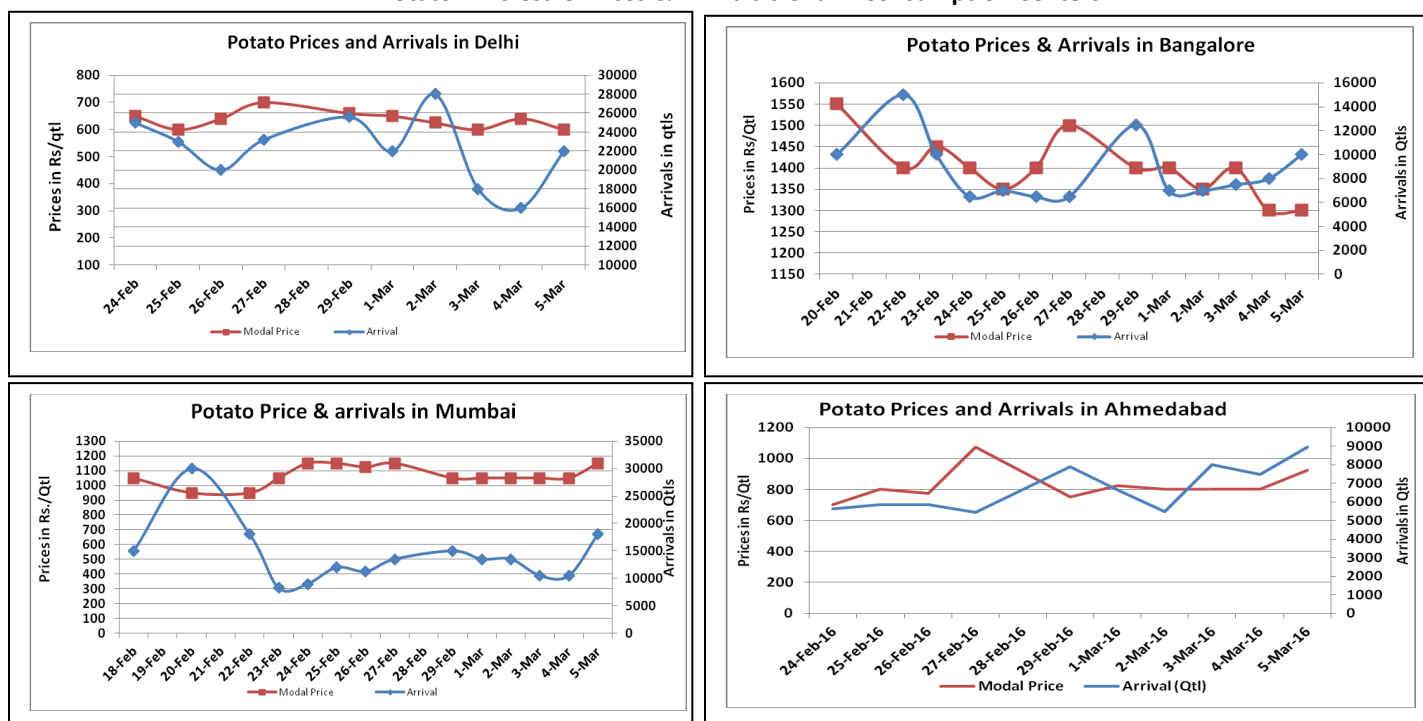 Potato Prices and Arrivals in Delhi
Prices in Rs/Qtl
800
700
600
500
400
300
200
100
30000
28000
26000
24000
22000
20000
18000
16000
14000
12000
10000
Arrivals in qtls
24-Feb
25-Feb
26-Feb
27-Feb
28-Feb
29-Feb
1-Mar
2-Mar
3-Mar
4-Mar
5-Mar
Modal Price
Arrival
Potato Prices & Arrivals in Bangalore
Prices in Rs/Qtl
1600
1550
1500
1450
1400
1350
1300
1250
1200
1150
16000
14000
12000
10000
8000
6000
4000
2000
0
Arrivals in Qtls
20-Feb
21-Feb
22-Feb
23-Feb
24-Feb
25-Feb
26-Feb
27-Feb
28-Feb
29-Feb
1-Mar
2-Mar
3-Mar
4-Mar
5-Mar
Modal Price
Arrival
Potato Price & arrivals in Mumbai
Prices in Rs./Qtl
1300
1200
1100
1000
900
800
700
600
500
400
300
200
100
0
35000
30000
25000
20000
15000
10000
5000
0
Arrivals in Qtls
18-Feb
19-Feb
20-Feb
21-Feb
22-Feb
23-Feb
24-Feb
25-Feb
26-Feb
27-Feb
28-Feb
29-Feb
1-Mar
2-Mar
3-Mar
4-Mar
5-Mar
Modal Price
Arrival
Potato Prices and Arrivals in Ahmedabad
Prices in Rs/Qtl
1200
1000
800
600
400
200
0
10000
9000
8000
7000
6000
5000
4000
3000
2000
1000
0
Arrivals in Qtls
24-Feb-16
25-Feb-16
26-Feb-16
27-Feb-16
28-Feb-16
29-Feb-16
1-Mar-16
2-Mar-16
3-Mar-16
4-Mar-16
5-Mar-16
Modal Price
Arrival (Qtl)